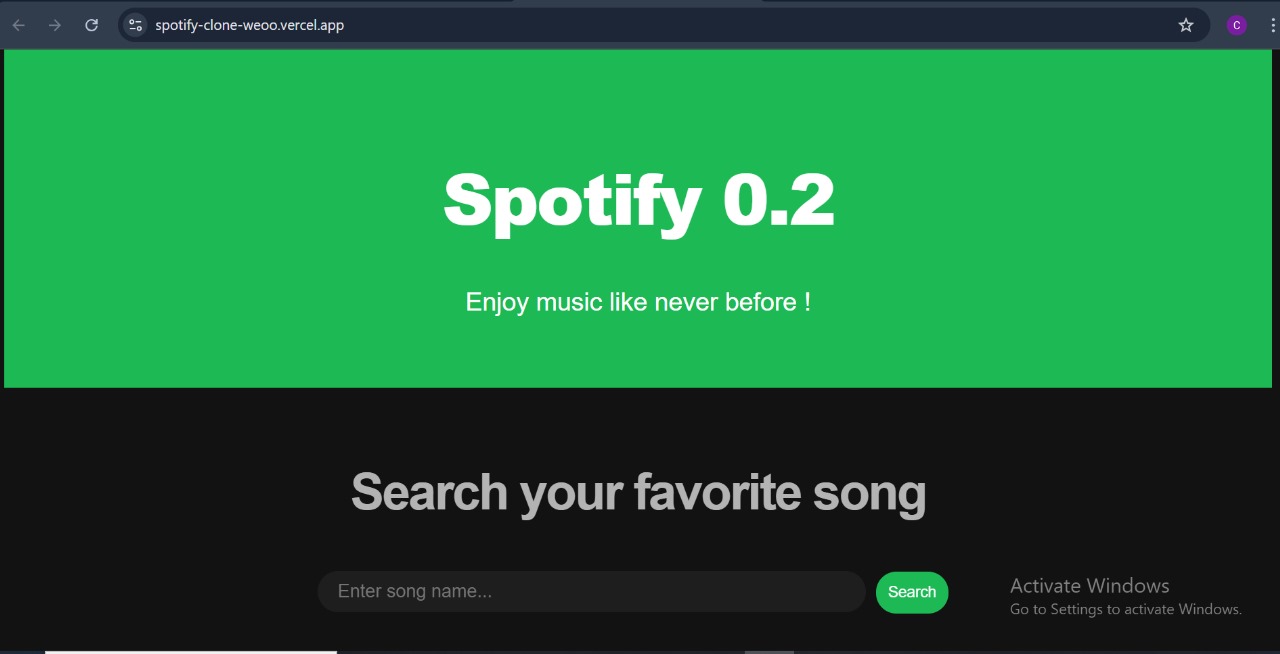 spotify-clone-weoo.vercel.app
C
Spotify 0.2
Enjoy music like never before !
Search your favorite song
Enter song name...
Search
Activate Windows
Go to Settings to activate Windows.